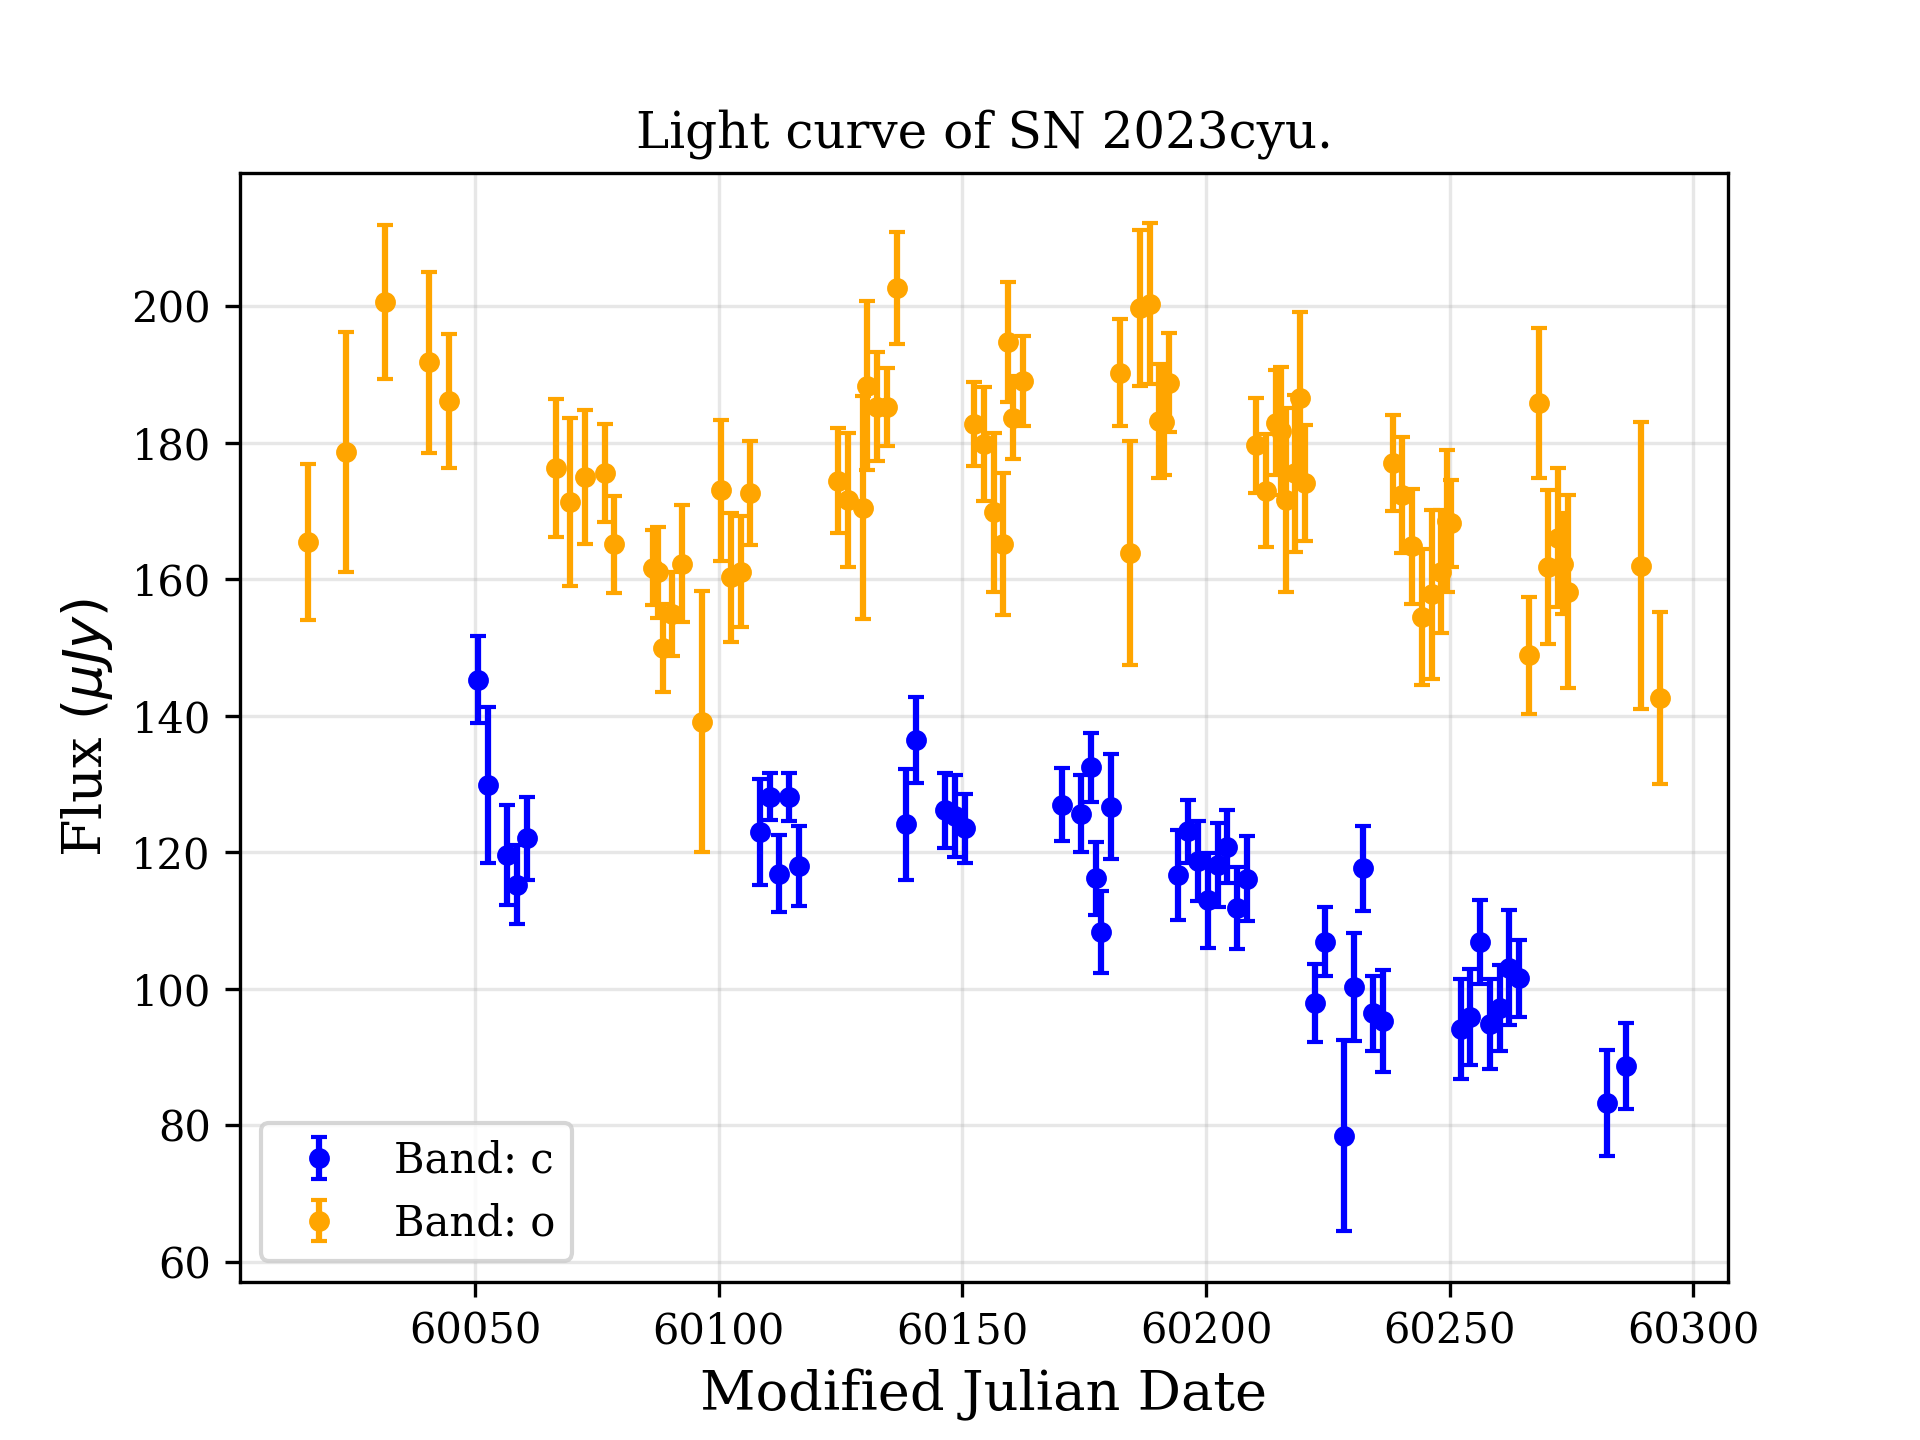 Light curve of SN 2023cyu.
Flux (μJy)
200
180
160
140
120
100
80
60
Band: c
Band: o
60050 60100 60150 60200 60250 60300
Modified Julian Date